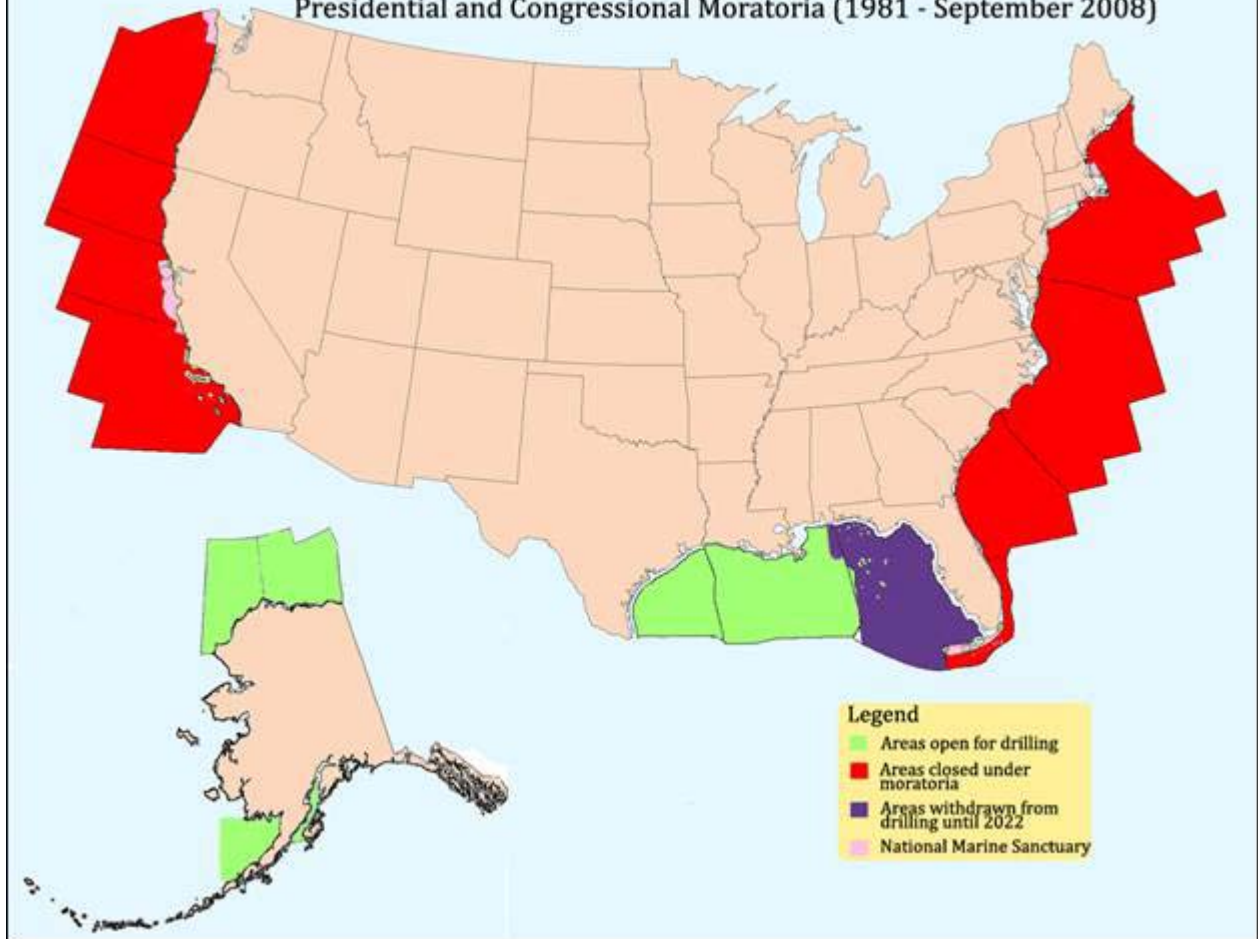 Presidential and Congressional Moratoria (1981 - September 2008)
Legend
Areas open for drilling
Areas closed under
moratoria
Areas withdrawn from
drilling until 2022
National Marine Sanctuary